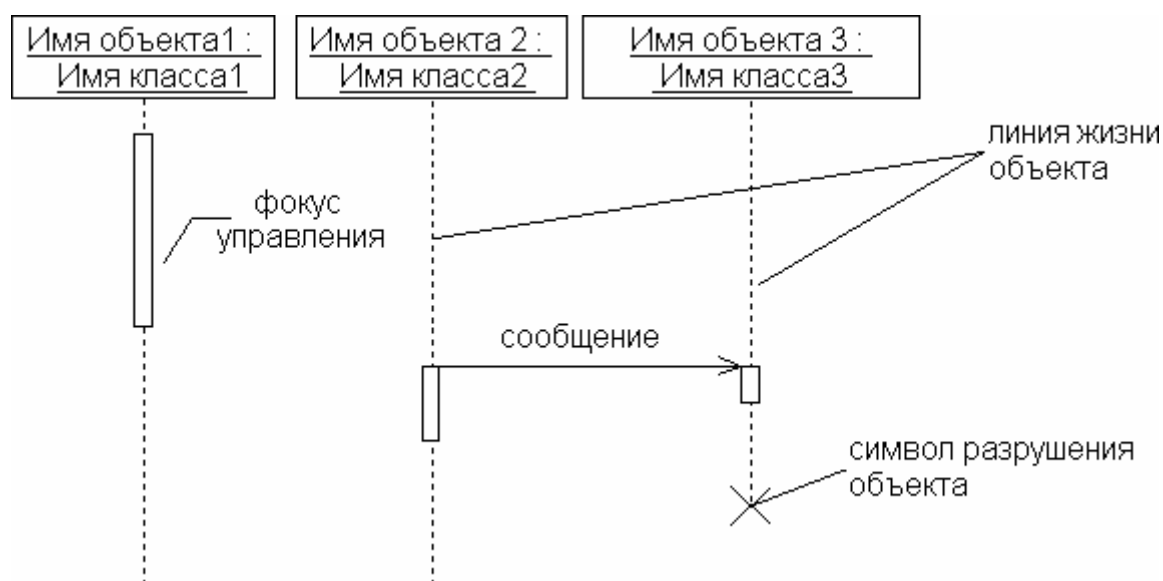 Имя объекта1 :
Имя класса1
Имя объекта 2 :
Имя класса2
Имя объекта 3 :
Имя класса3
линия жизни
объекта
фокус
управления
сообщение
символ разрушения
объекта